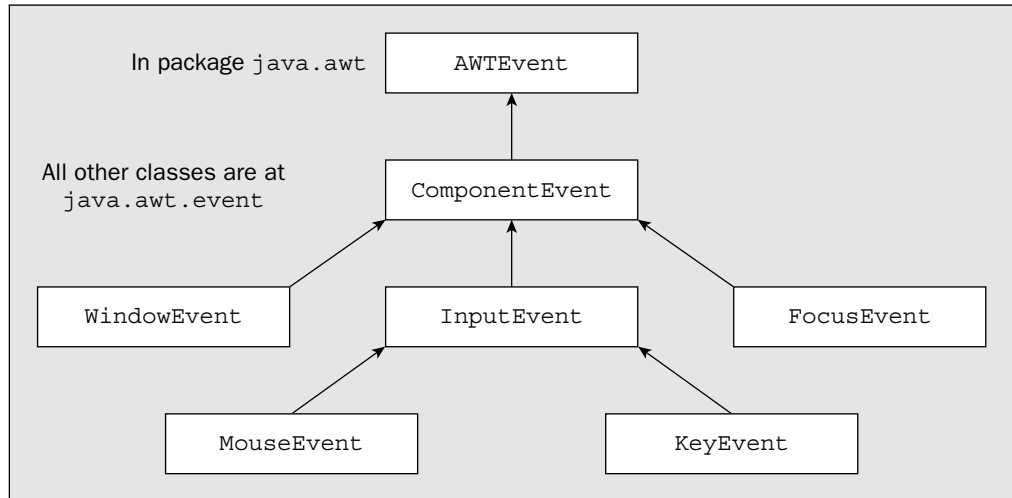 In package java.awt
AWTEvent
All other classes are at
java.awt.event
ComponentEvent
WindowEvent
InputEvent
FocusEvent
MouseEvent
KeyEvent